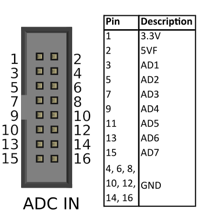 1 2
3 4
5 6
7 8
9 10
10 12
13 14
15 16
ADC IN
Pin Description
1 3.3V
2 5VF
3 AD1
5 AD2
7 AD3
9 AD4
11 AD5
13 AD6
15 AD7
4, 6, 8,
10, 12, GND
14, 16